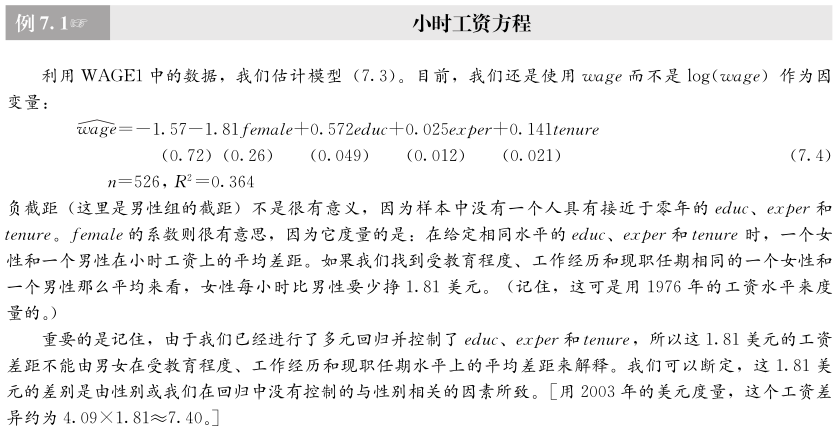 例 7.1☞ 小时工资方程
利用 WAGE1 中的数据，我们估计模型（7.3）。目前，我们还是使用 wage 而不是 log(wage) 作为因
变量：
wage^=−1.57−1.81female+0.572educ+0.025exper+0.141tenure
(0.72) (0.26) (0.049) (0.012) (0.021) (7.4)
n=526, R²=0.364
负截距（这里是男性组的截距）不是很有意义，因为样本中没有一个人具有接近于零年的 educ、exper 和
tenure。female 的系数则很有意思，因为它度量的是：在给定相同水平的 educ、exper 和 tenure 时，一个女
性和一个男性在小时工资上的平均差距。如果我们找到受教育程度、工作经历和现职任期相同的一个女性和
一个男性那么平均来看，女性每小时比男性要少挣 1.81 美元。（记住，这可是用 1976 年的工资水平来度
量的。）
重要的是记住，由于我们已经进行了多元回归并控制了 educ、exper 和 tenure，所以这 1.81 美元的工资
差距不能由男女在受教育程度、工作经历和现职任期水平上的平均差距来解释。我们可以断定，这 1.81 美
元的差别是由性别或我们在回归中没有控制的与性别相关的因素所致。[用 2003 年的美元度量，这个工资差
异约为 4.09×1.81≈7.40。]